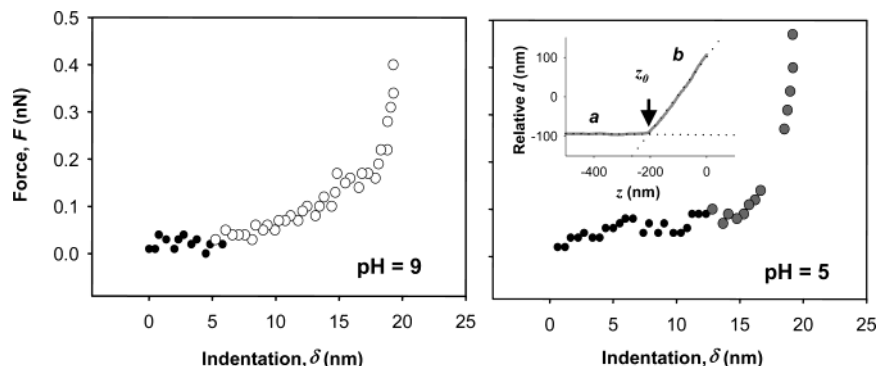 0.5
0.4
0.3
0.2
0.1
0.0
Force, F (nN)
pH = 9
0 5 10 15 20 25
Indentation, δ (nm)
Relative d (nm)
100
0
-100
a
z0
b
-400 -200 0
z (nm)
pH = 5
0 5 10 15 20 25
Indentation, δ (nm)